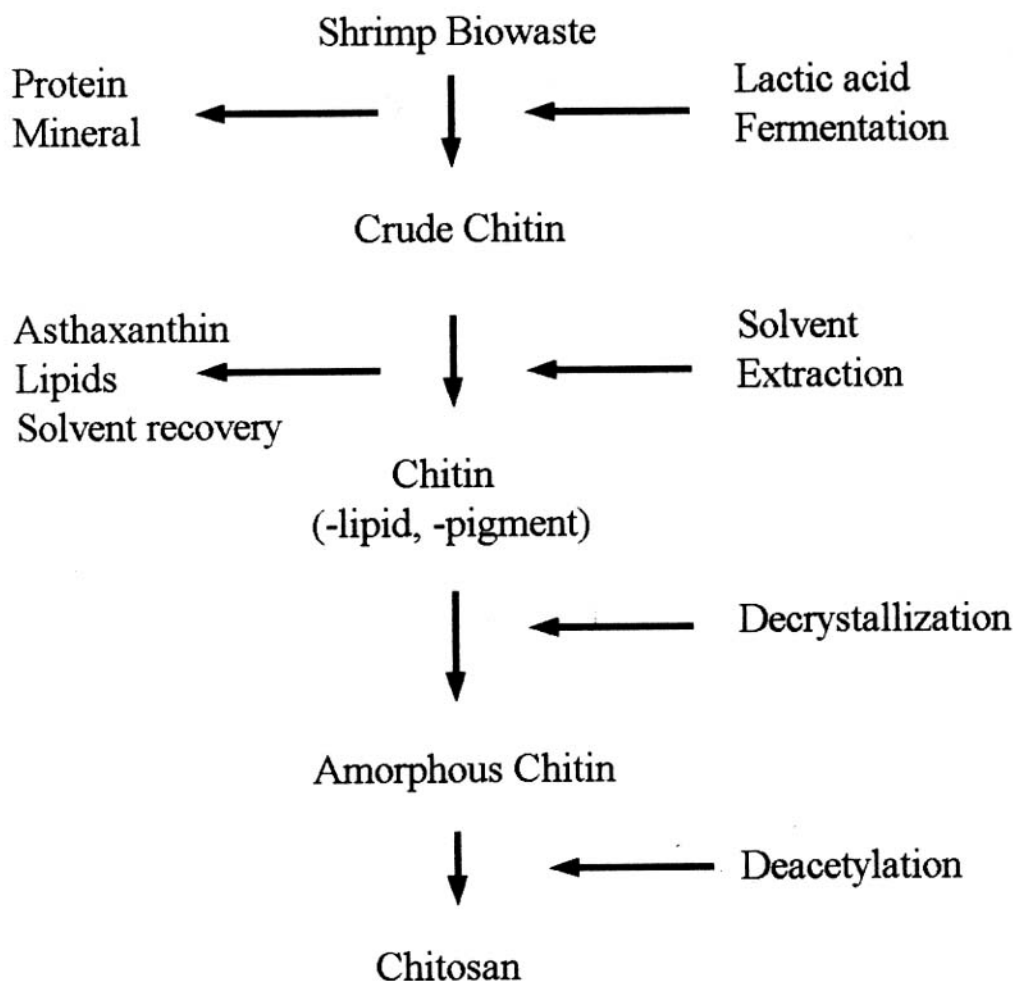 Shrimp Biowaste
Protein
Mineral
Lactic acid
Fermentation
Crude Chitin
Asthaxanthin
Lipids
Solvent recovery
Solvent
Extraction
Chitin
(-lipid, -pigment)
Decrystallization
Amorphous Chitin
Deacetylation
Chitosan